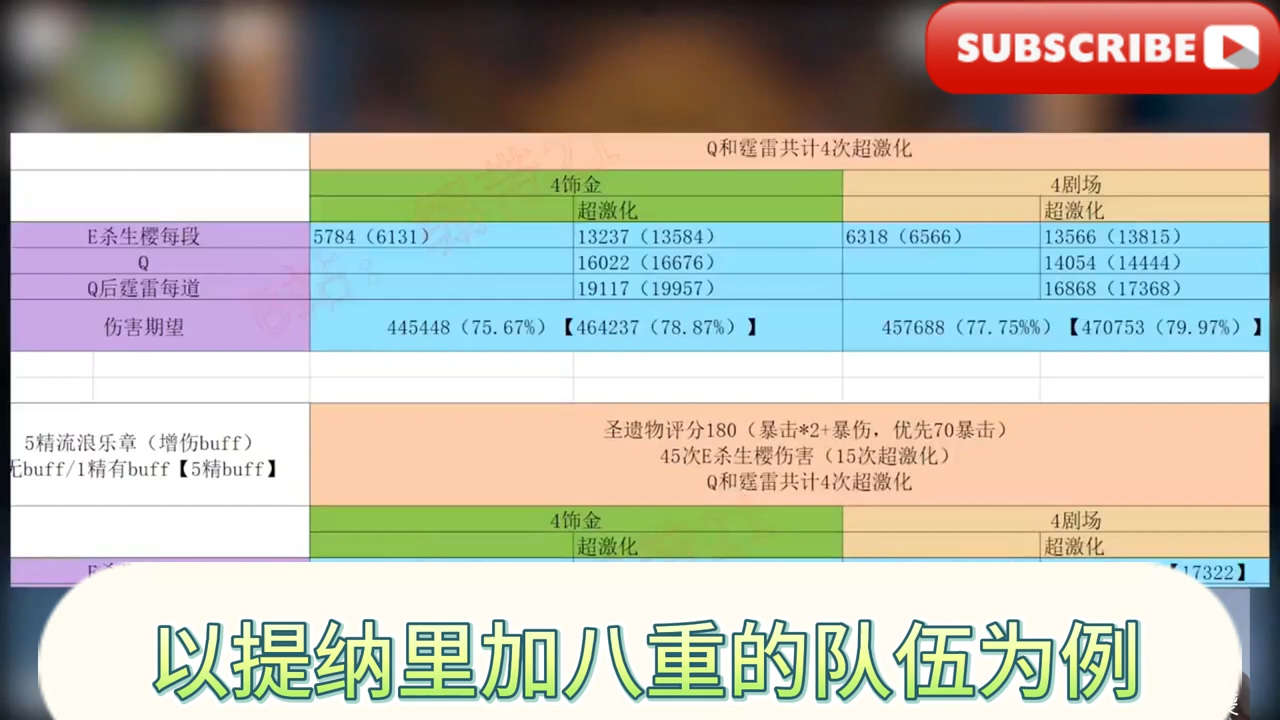 SUBSCRIBE
Q和霆雷共计4次超激化
4饰金 4剧场
超激化 超激化
E杀生樱每段 5784（6131） 13237（13584） 6318（6566） 13566（13815）
Q 16022（16676） 14054（14444）
Q后霆雷每道 19117（19957） 16868（17368）
伤害期望 445448（75.67%）【464237（78.87%）】 457688（77.75%%）【470753（79.97%）】
5精流浪乐章（增伤buff）
无buff/1精有buff【5精buff】
圣遗物评分180（暴击*2+暴伤，优先70暴击）
45次E杀生樱伤害（15次超激化）
Q和霆雷共计4次超激化
4饰金 4剧场
超激化 超激化
【17322】
以提纳里加八重的队伍为例